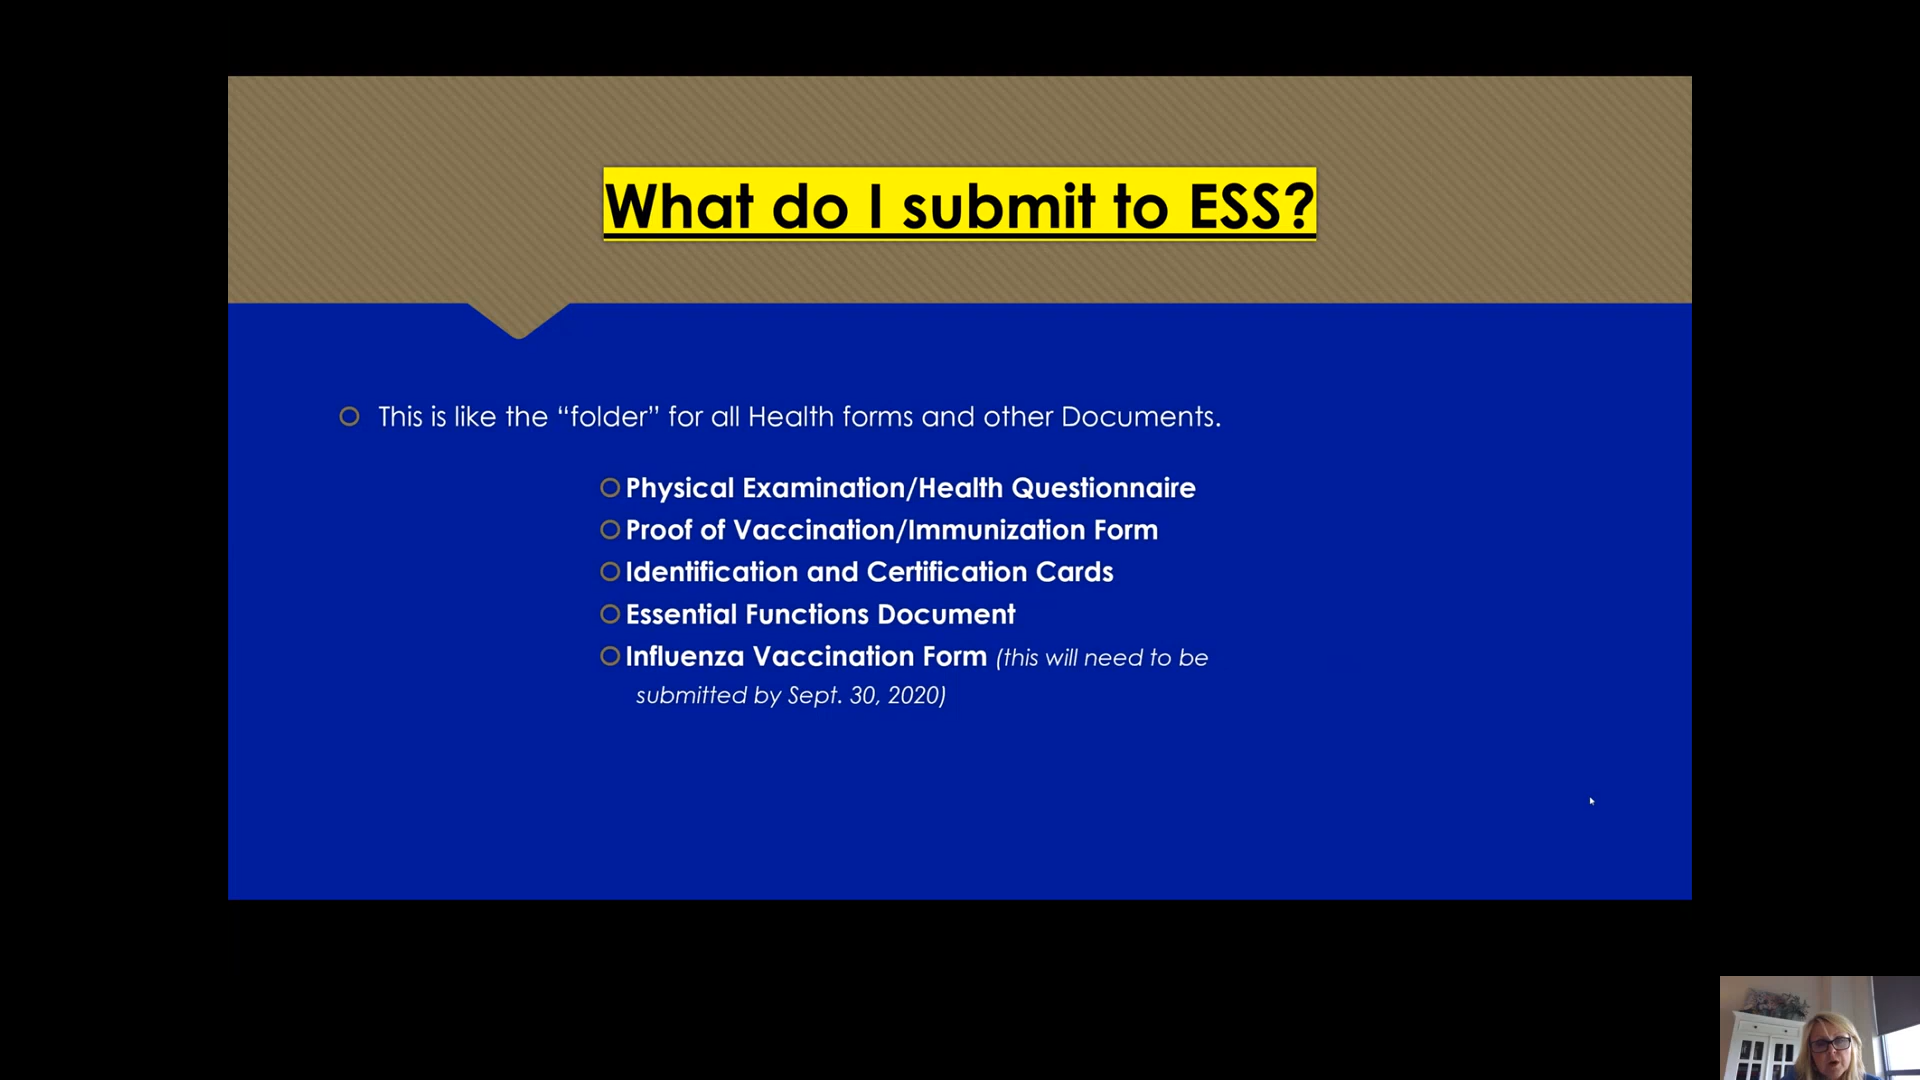 What do I submit to ESS?
This is like the “folder” for all Health forms and other Documents.
Physical Examination/Health Questionnaire
Proof of Vaccination/Immunization Form
Identification and Certification Cards
Essential Functions Document
Influenza Vaccination Form (this will need to be
submitted by Sept. 30, 2020)